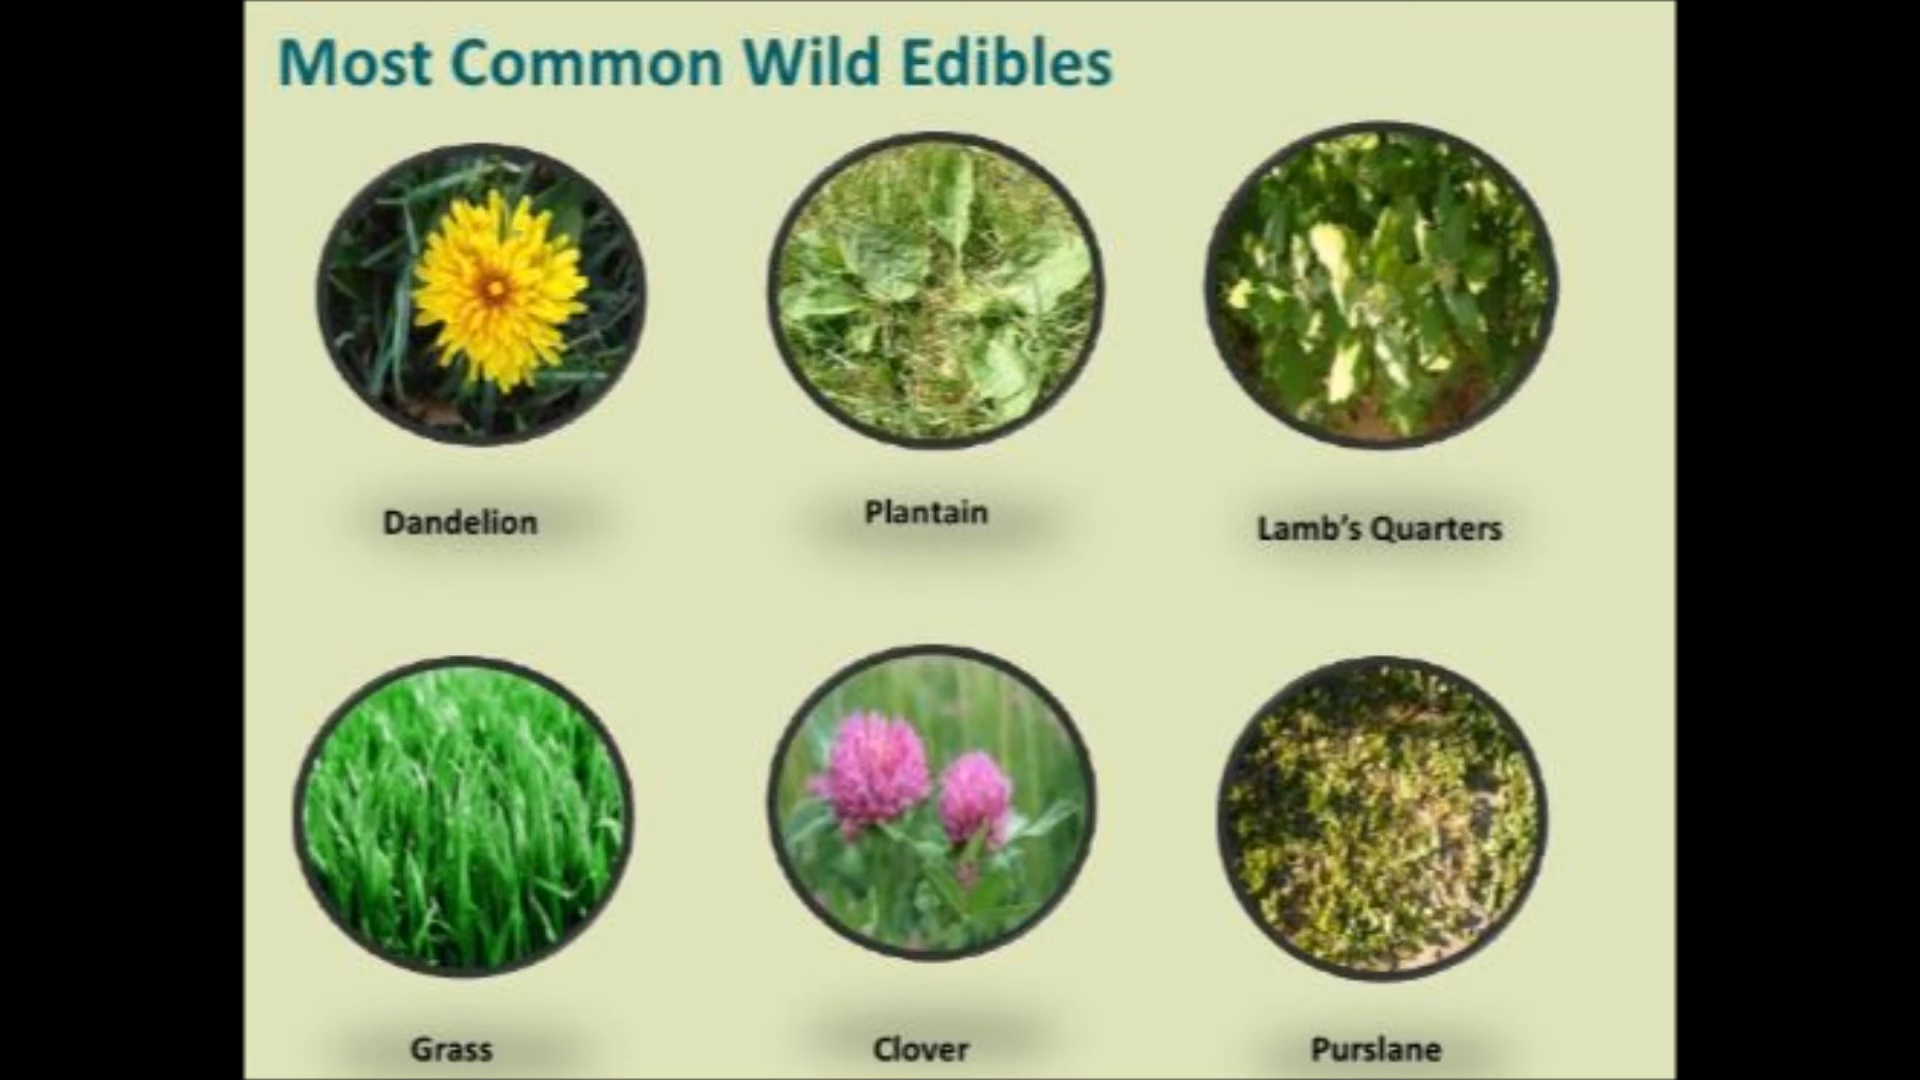 Most Common Wild Edibles
Dandelion
Plantain
Lamb’s Quarters
Grass
Clover
Purslane